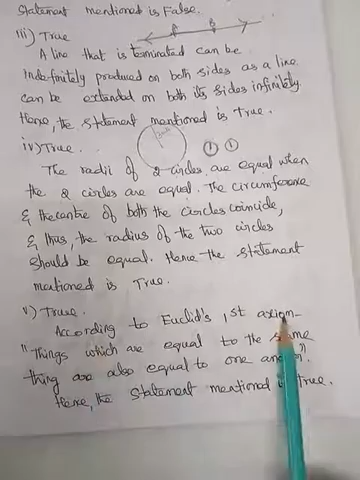 Statement mentioned is False.
iii) True
A line that is terminated can be
Indefinitely produced on both sides as a line
can be extended on both its sides infinitely.
Hene, the statement mentioned is True.
iv) True.
The radii of 2 circles are equal when
the 2 circles are equal. The circumference
& the centre of both the circles coincide,
& thus, the radius of the two circles
should be equal. Hence the statement
mentioned is True.
v) True.
According to Euclid's 1st axiom-
"Things which are equal to the same
thing are also equal to one
Hene, the statement mentioned is True.